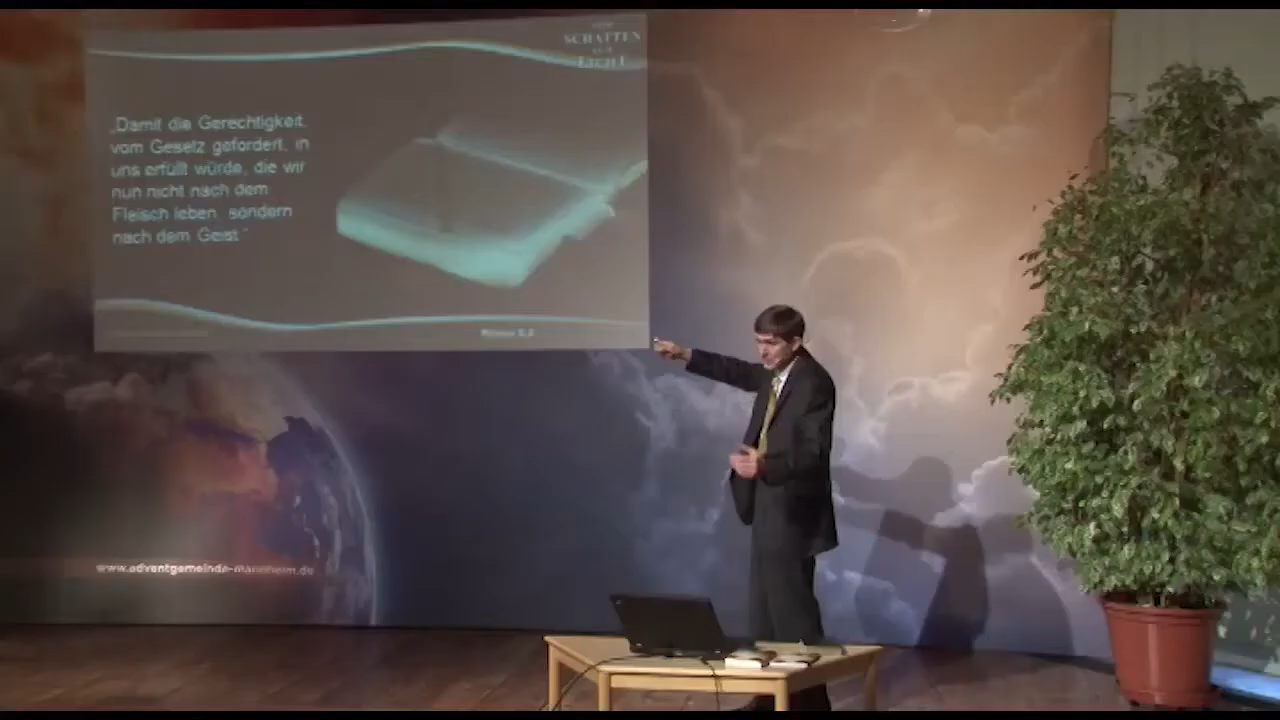 SCHATTEN
LICHT
„Damit die Gerechtigkeit,
vom Gesetz gefordert, in
uns erfüllt würde, die wir
nun nicht nach dem
Fleisch leben, sondern
nach dem Geist.“
www.adventgemeinde-mannheim.de